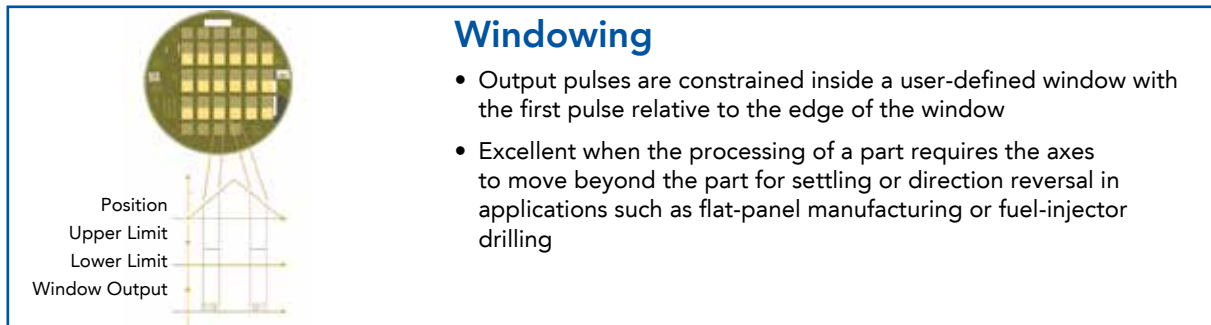 Windowing
• Output pulses are constrained inside a user-defined window with
the first pulse relative to the edge of the window
• Excellent when the processing of a part requires the axes
to move beyond the part for settling or direction reversal in
applications such as flat-panel manufacturing or fuel-injector
drilling
Position
Upper Limit
Lower Limit
Window Output